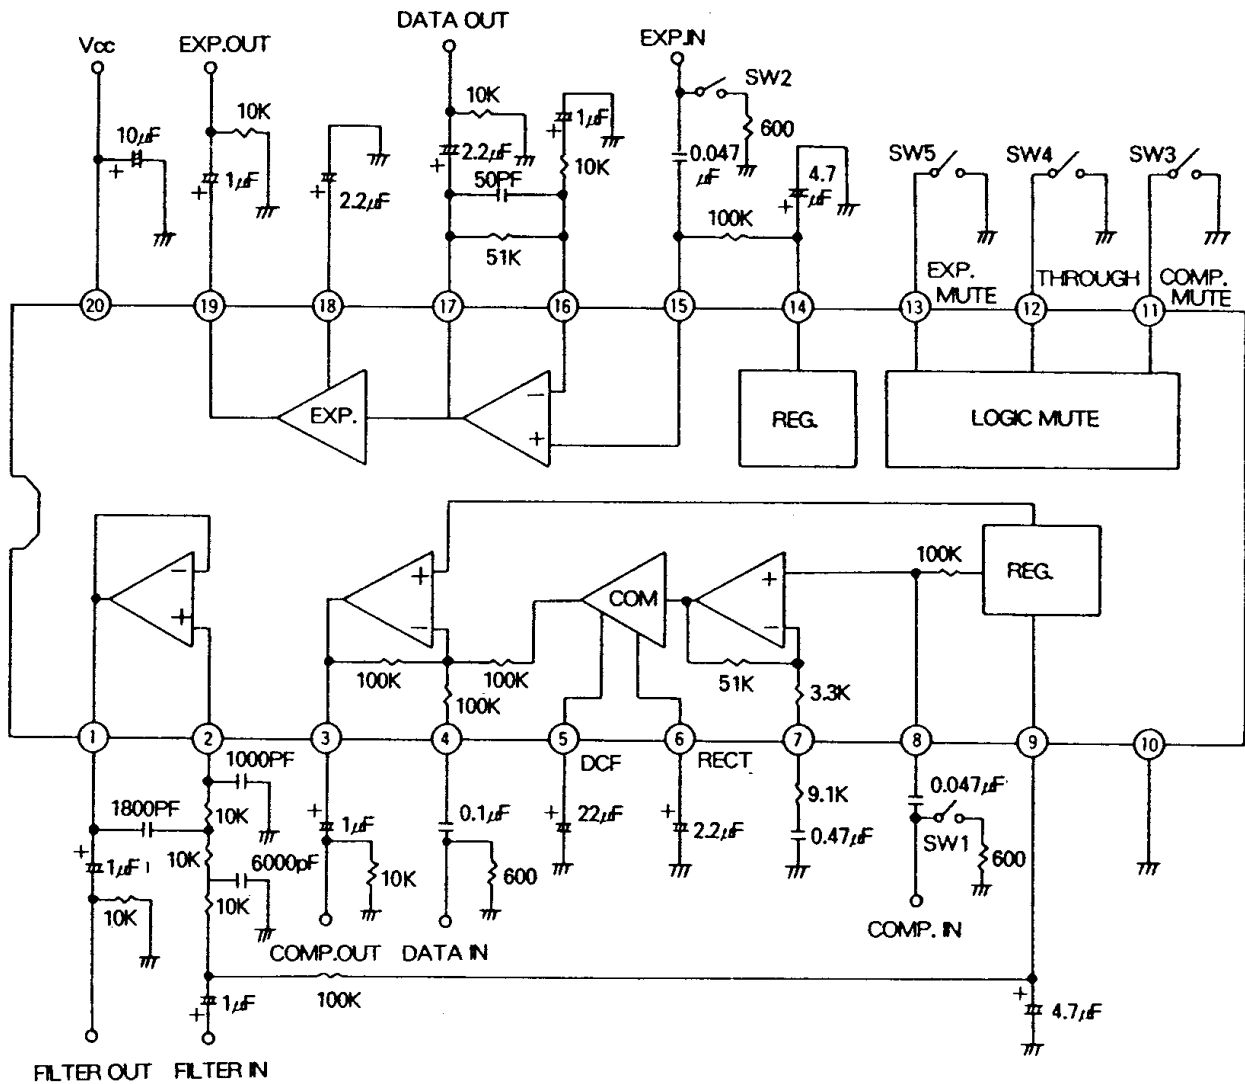 DATA OUT
Vcc
EXP.OUT
EXP.IN
SW2
10K
10K
1µF
10µF
+
600
2.2µF
+
0.047
µF
SW5
SW4
SW3
+
1µF
+
2.2µF
50PF
10K
4.7
µF
+
100K
51K
EXP.
MUTE
THROUGH
COMP.
MUTE
20
19
18
17
16
15
14
13
12
11
EXP.
−
+
REG.
LOGIC MUTE
−
+
+
−
COM
+
−
100K
REG.
100K
100K
100K
51K
3.3K
1
2
3
4
5
6
7
8
9
10
1000PF
DCF
RECT
1800PF
10K
+
1µF
0.1µF
+
22µF
+
2.2µF
9.1K
0.47µF
0.047µF
SW1
600
+
1µF
10K
6000pF
10K
10K
10K
600
COMP.OUT
DATA IN
COMP. IN
100K
+
1µF
+
4.7µF
FILTER OUT
FILTER IN